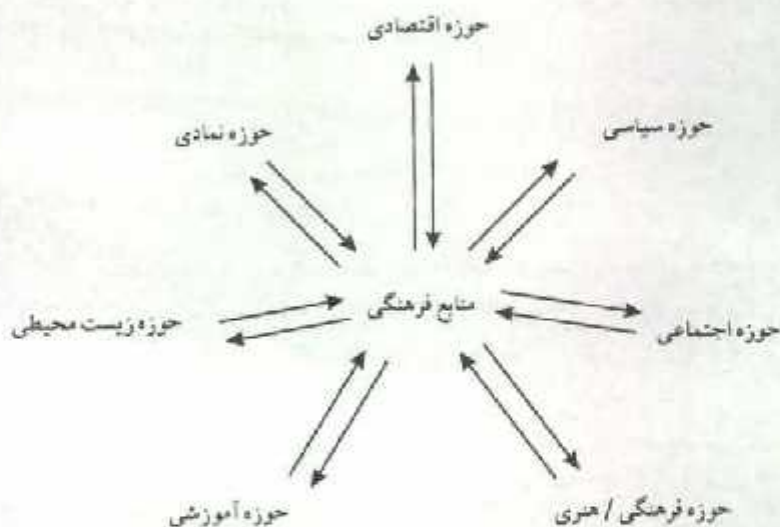 حوزه اقتصادی
حوزه سیاسی
حوزه نمادی
منابع فرهنگی
حوزه زیست محیطی
حوزه اجتماعی
حوزه آموزشی
حوزه فرهنگی / هنری